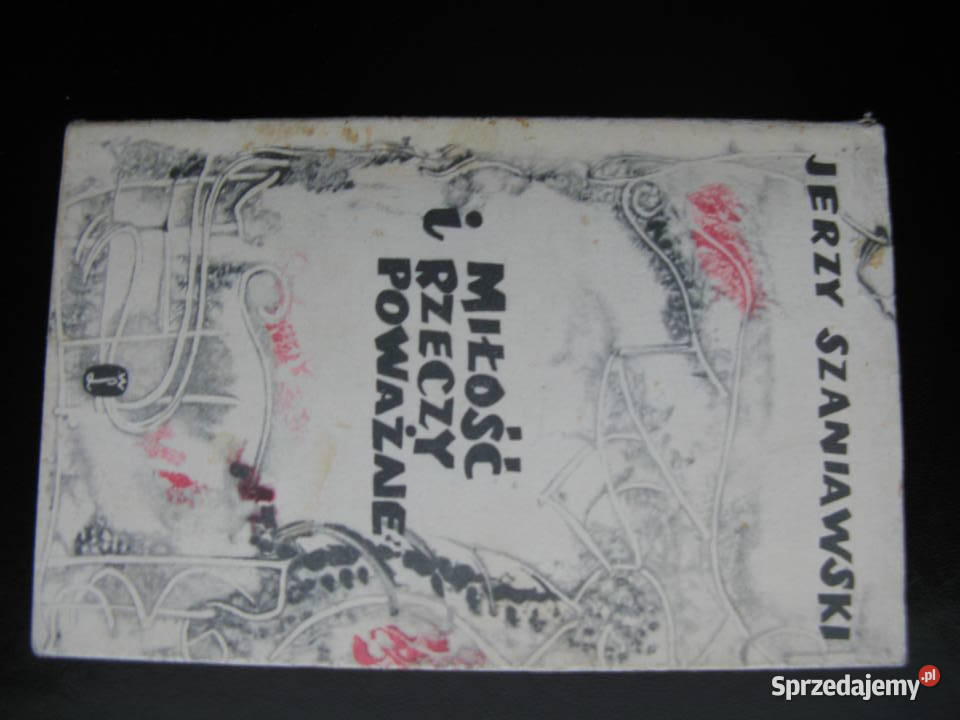 JERZY SZANIAWSKI
MIŁOŚĆ
i RZECZY
POWAŻNE
Sprzedajemy.pl